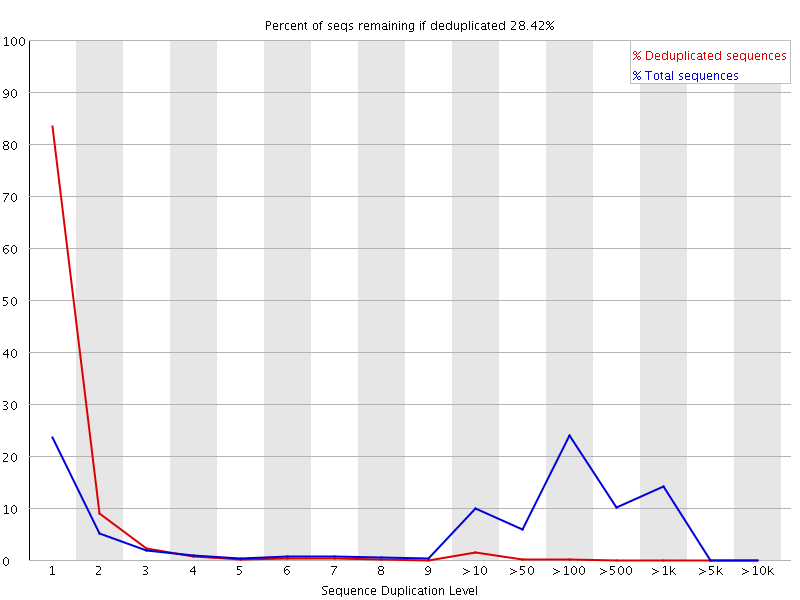 Percent of seqs remaining if deduplicated 28.42%
% Deduplicated sequences
% Total sequences
100
90
80
70
60
50
40
30
20
10
0
1 2 3 4 5 6 7 8 9 >10 >50 >100 >500 >1k >5k >10k
Sequence Duplication Level